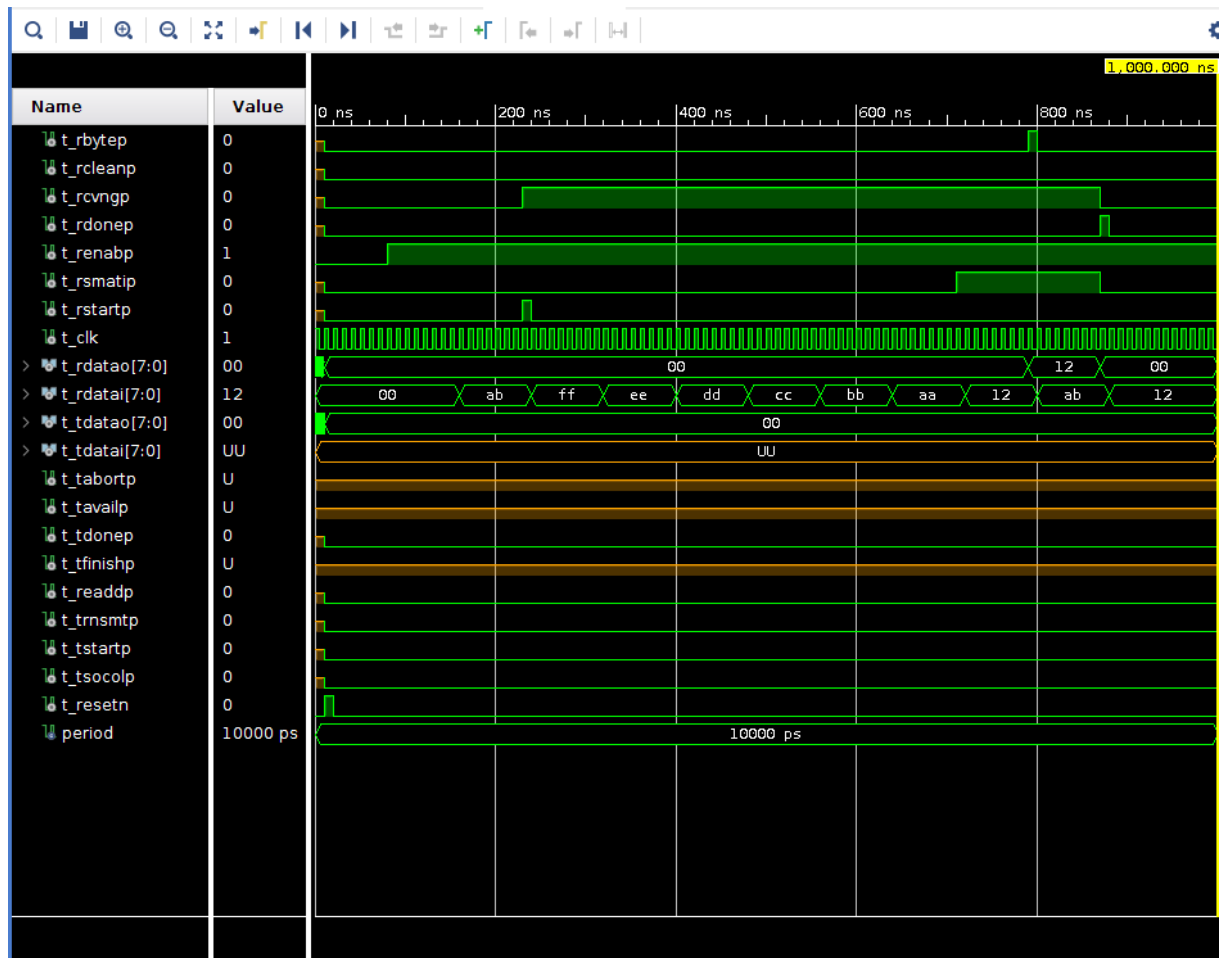 1,000.000 ns
Name Value 0 ns 200 ns 400 ns 600 ns 800 ns
t_rbytep 0
t_rcleanp 0
t_rcvngp 0
t_rdonep 0
t_renabp 1
t_rsmatip 0
t_rstartp 0
t_clk 1
t_rdatao[7:0] 00 00 12 00
t_rdatai[7:0] 12 00 ab ff ee dd cc bb aa 12 ab 12
t_tdatao[7:0] 00 00
t_tdatai[7:0] UU UU
t_tabortp U
t_tavailp U
t_tdonep 0
t_tfinishp U
t_readdp 0
t_trnsmtp 0
t_tstartp 0
t_tsocolp 0
t_resetn 0
period 10000 ps 10000 ps